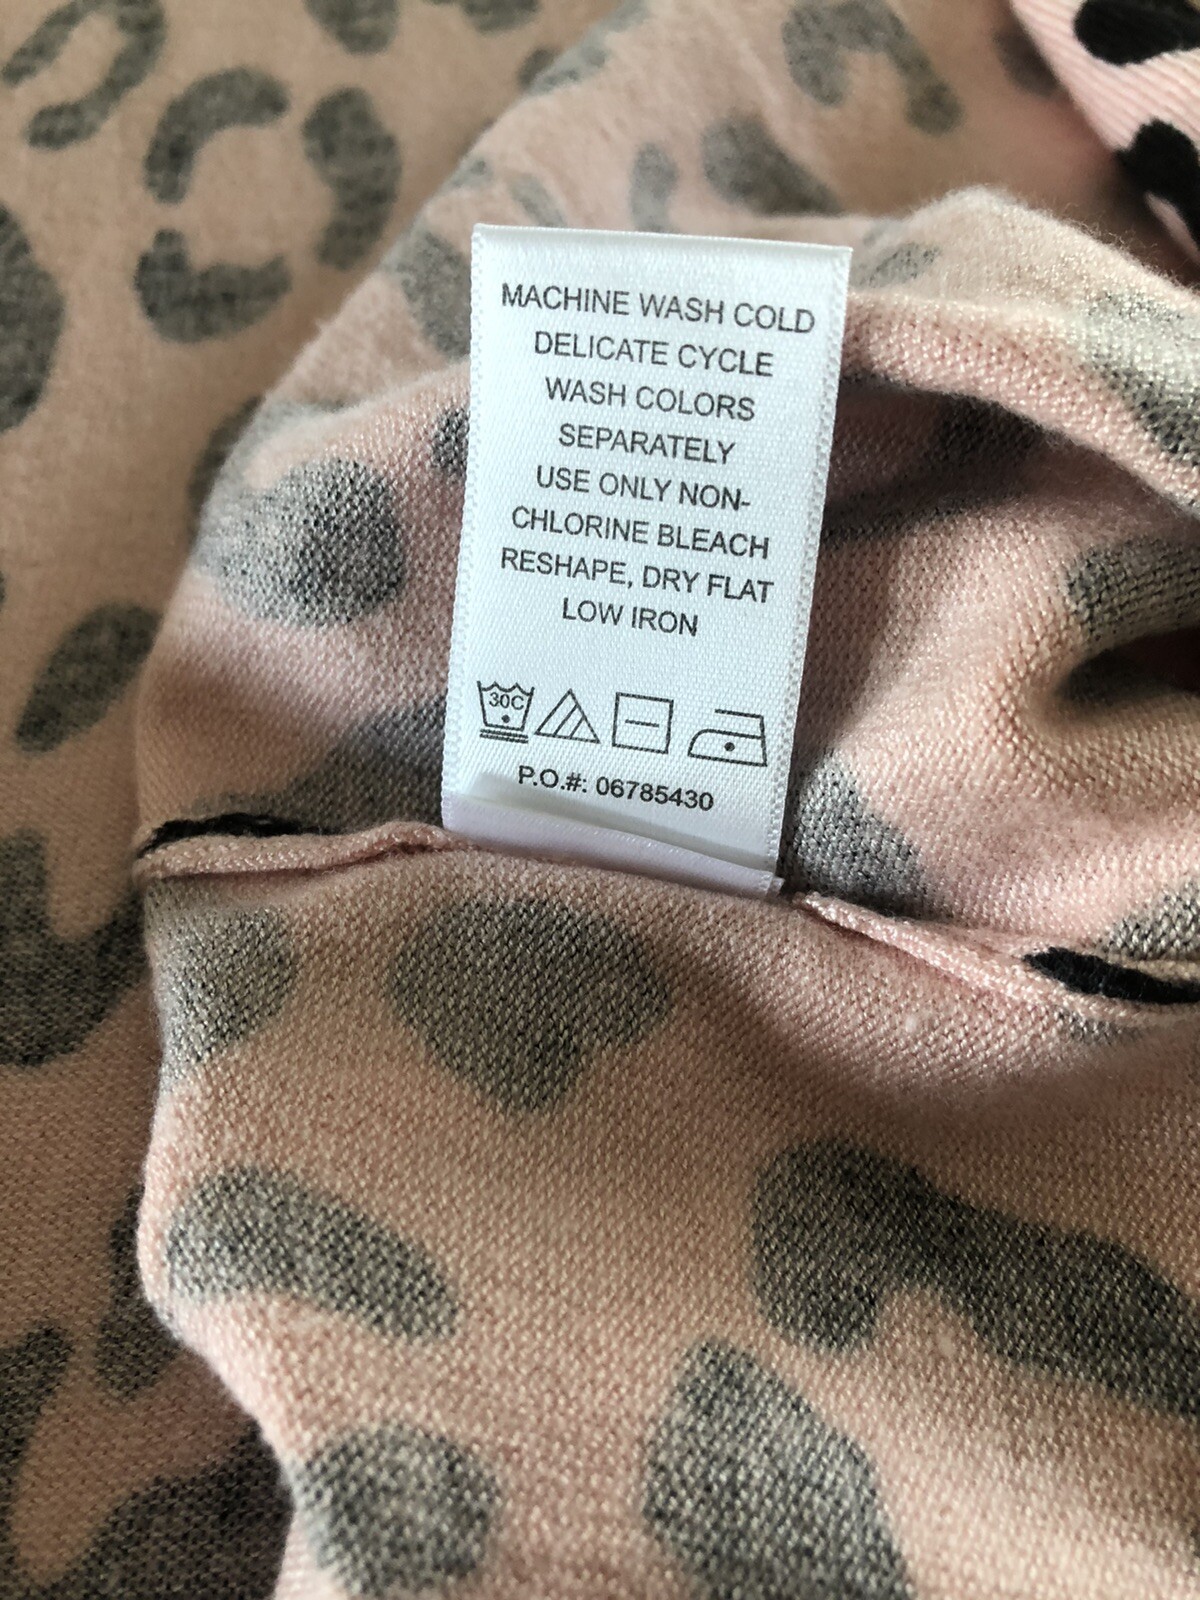 MACHINE WASH COLD
DELICATE CYCLE
WASH COLORS
SEPARATELY
USE ONLY NON-
CHLORINE BLEACH
RESHAPE, DRY FLAT
LOW IRON
30C
P.O.#: 06785430